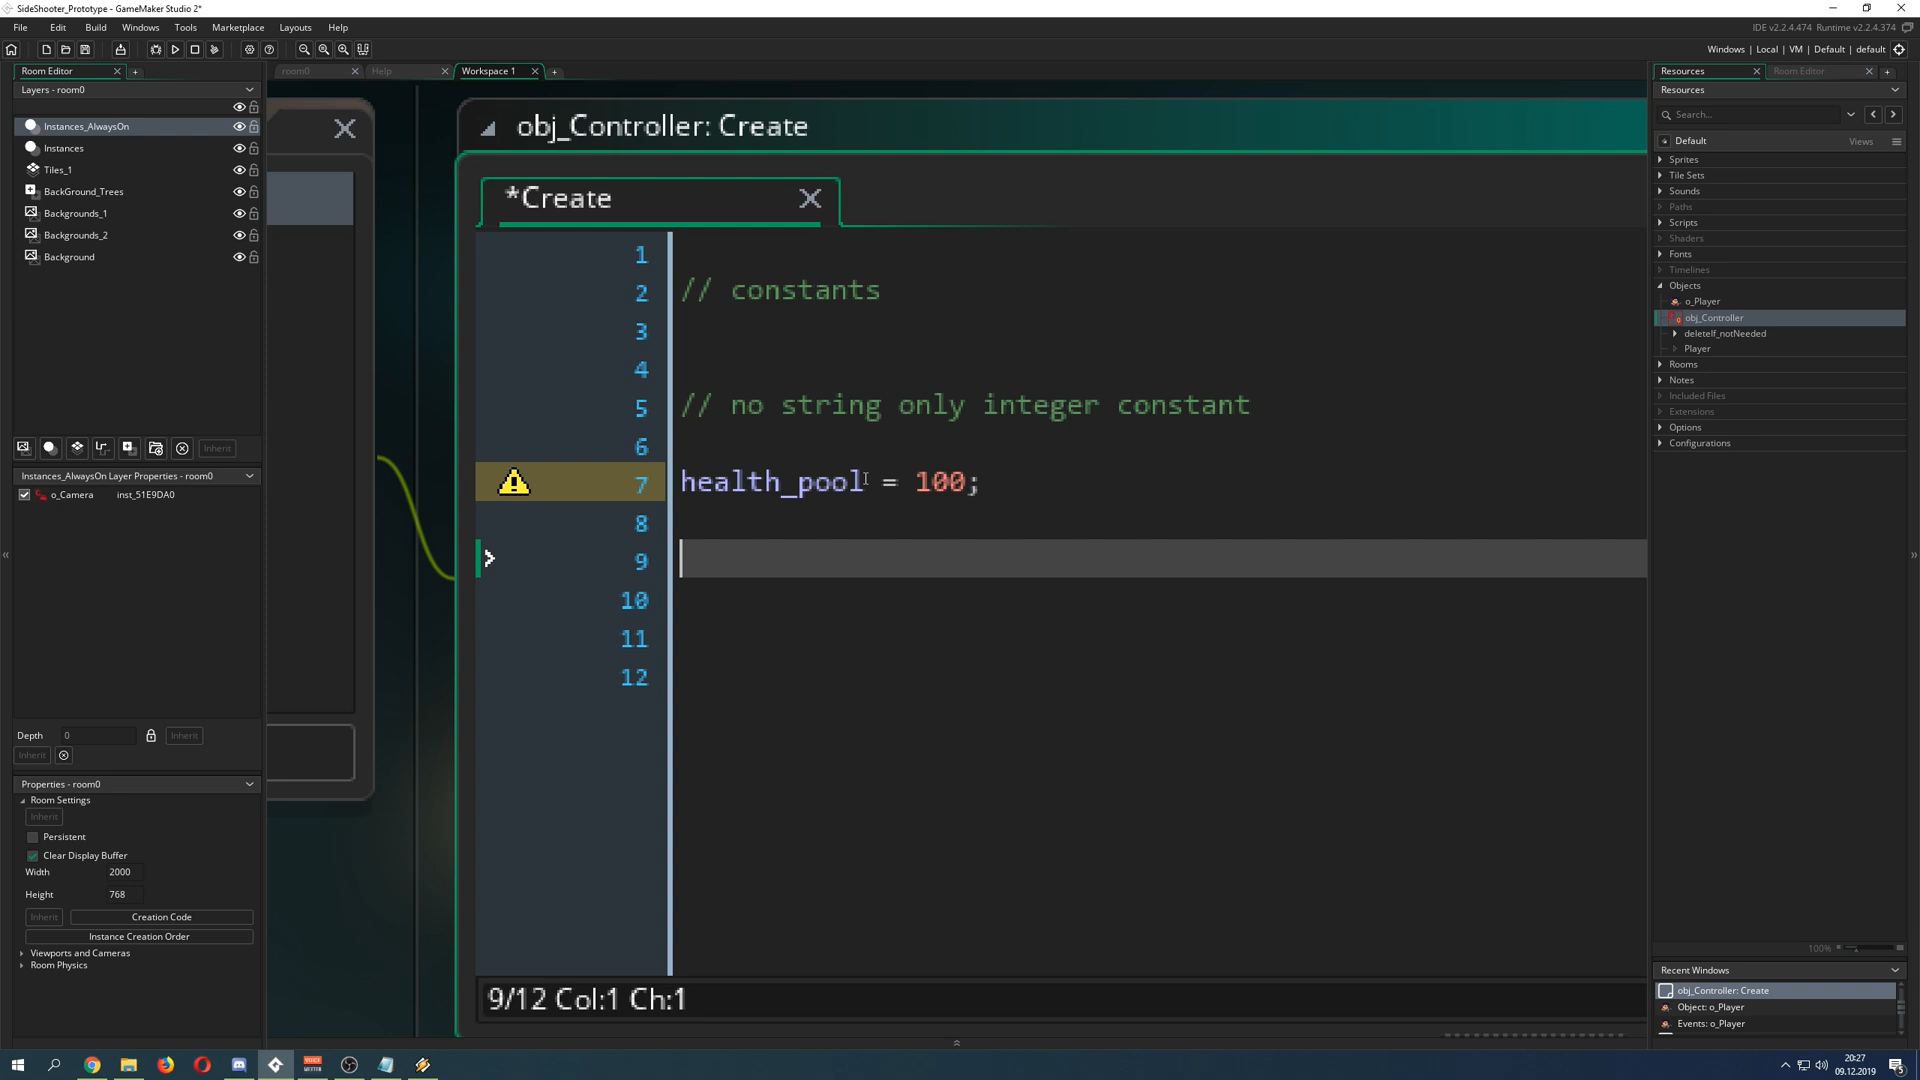 SideShooter_Prototype - GameMaker Studio 2*
File Edit Build Windows Tools Marketplace Layouts Help
IDE v2.2.4.474 Runtime v2.2.4.374
Windows | Local | VM | Default | default
Room Editor
room0 Help Workspace 1
Resources Room Editor
Layers - room0
Instances_AlwaysOn
Instances
Tiles_1
BackGround_Trees
Backgrounds_1
Backgrounds_2
Background
Inherit
Instances_AlwaysOn Layer Properties - room0
o_Camera inst_51E9DA0
Depth 0 Inherit
Inherit
Properties - room0
Room Settings
Inherit
Persistent
Clear Display Buffer
Width 2000
Height 768
Inherit Creation Code
Instance Creation Order
Viewports and Cameras
Room Physics
obj_Controller: Create
*Create
1
2 // constants
3
4
5 // no string only integer constant
6
7 health_pool = 100;
8
9
10
11
12
9/12 Col:1 Ch:1
Resources
Search...
Default Views
Sprites
Tile Sets
Sounds
Paths
Scripts
Shaders
Fonts
Timelines
Objects
o_Player
obj_Controller
deleteIf_notNeeded
Player
Rooms
Notes
Included Files
Extensions
Options
Configurations
100%
Recent Windows
obj_Controller: Create
Object: o_Player
Events: o_Player
20:27
09.12.2019